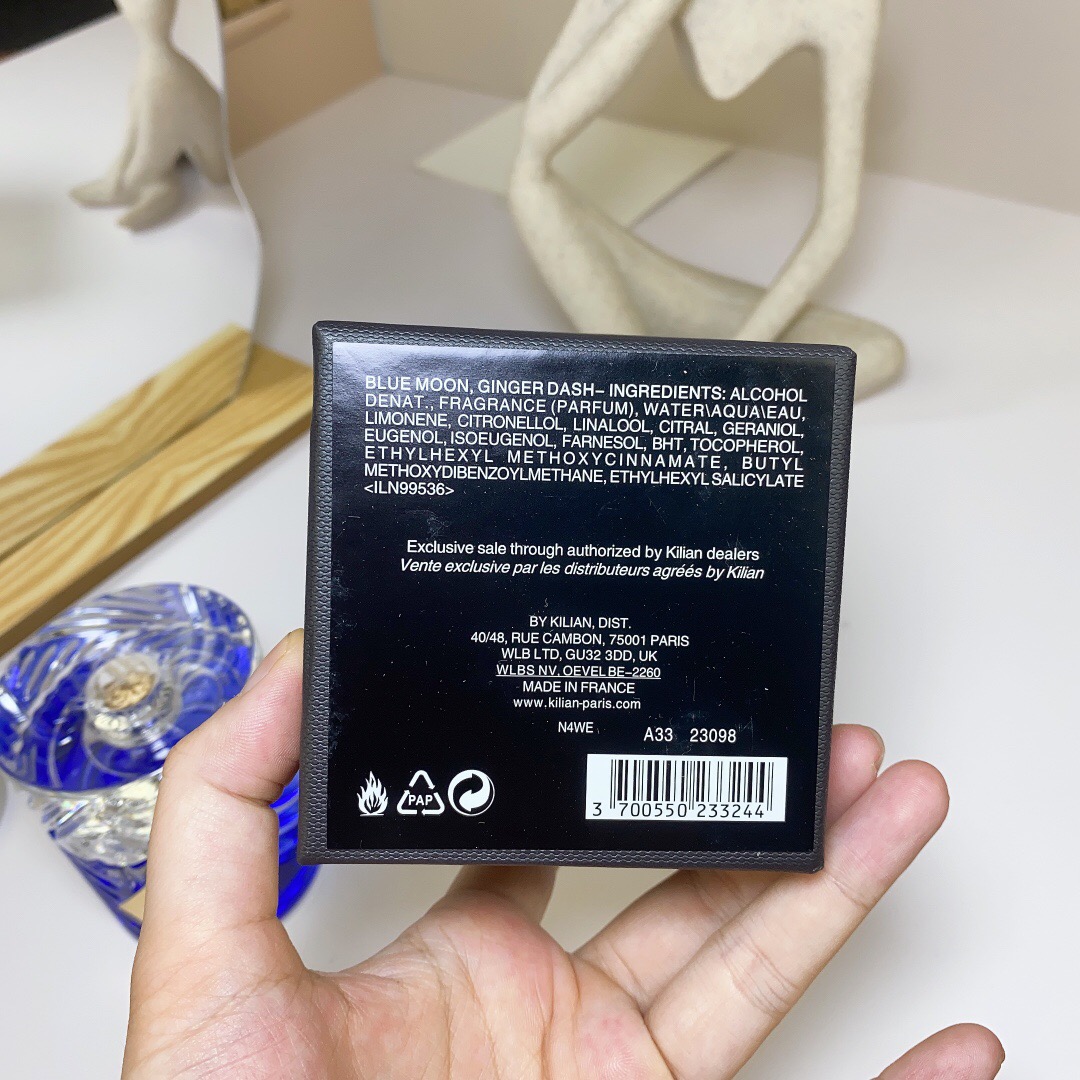 BLUE MOON, GINGER DASH– INGREDIENTS: ALCOHOL
DENAT., FRAGRANCE (PARFUM), WATER\AQUA\EAU,
LIMONENE, CITRONELLOL, LINALOOL, CITRAL, GERANIOL,
EUGENOL, ISOEUGENOL, FARNESOL, BHT, TOCOPHEROL,
ETHYLHEXYL METHOXYCINNAMATE, BUTYL
METHOXYDIBENZOYLMETHANE, ETHYLHEXYL SALICYLATE
<ILN99536>
Exclusive sale through authorized by Kilian dealers
Vente exclusive par les distributeurs agréés by Kilian
BY KILIAN, DIST.
40/48, RUE CAMBON, 75001 PARIS
WLB LTD, GU32 3DD, UK
WLBS NV, OEVEL BE–2260
MADE IN FRANCE
www.kilian-paris.com
N4WE A33 23098
PAP
3 700550 233244